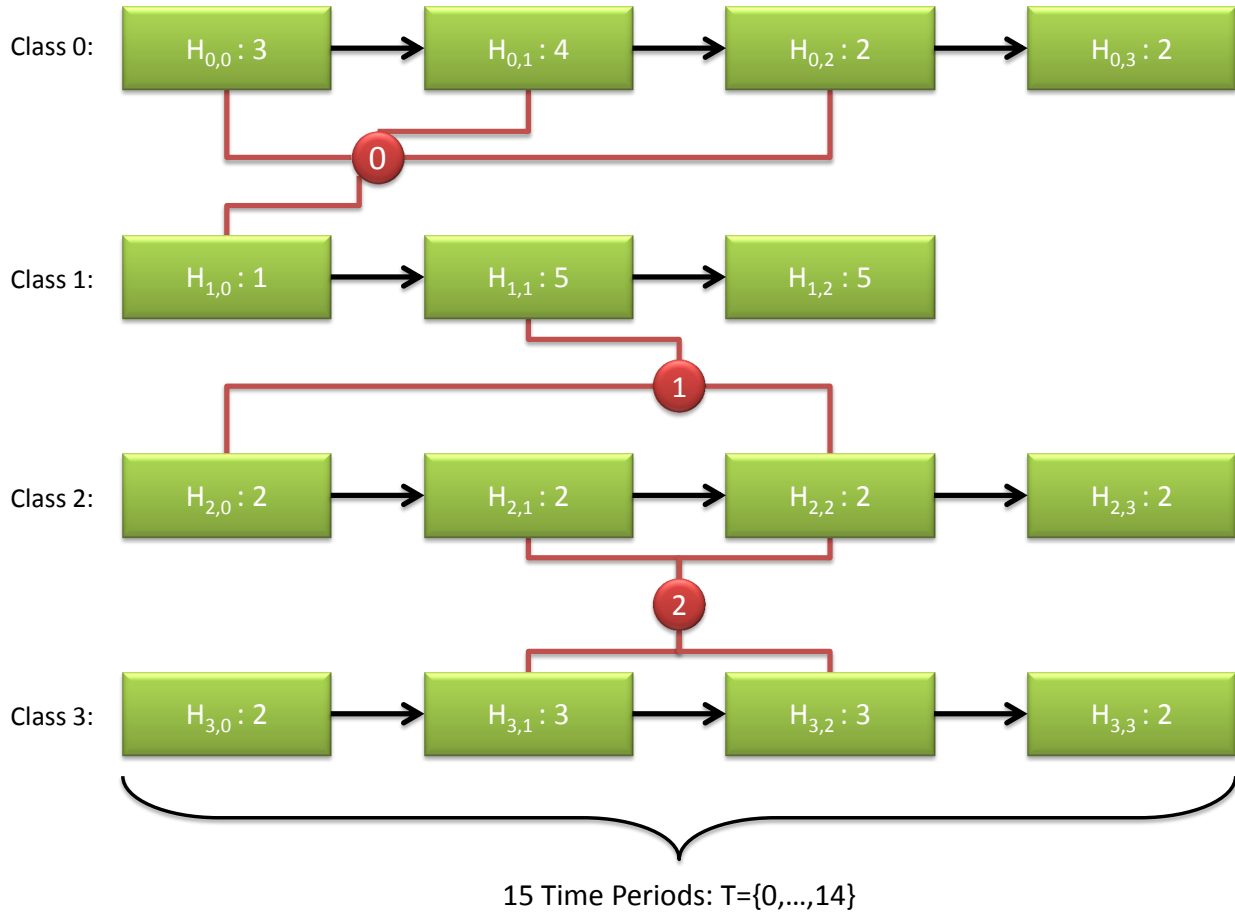 Class 0: H0,0 : 3 H0,1 : 4 H0,2 : 2 H0,3 : 2
0
Class 1: H1,0 : 1 H1,1 : 5 H1,2 : 5
1
Class 2: H2,0 : 2 H2,1 : 2 H2,2 : 2 H2,3 : 2
2
Class 3: H3,0 : 2 H3,1 : 3 H3,2 : 3 H3,3 : 2
15 Time Periods: T={0,...,14}